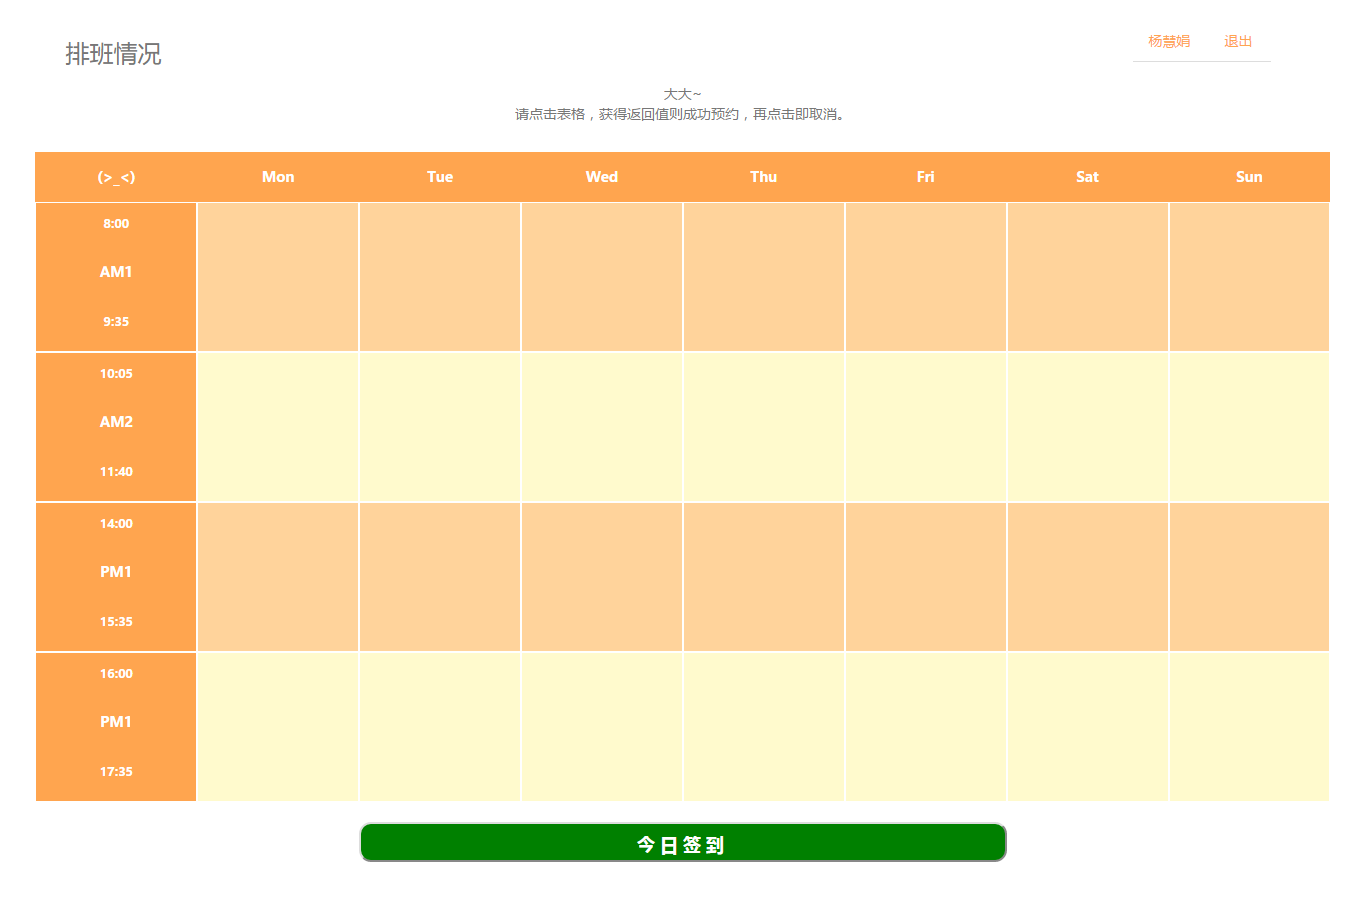 排班情况
杨慧娟 退出
大大~
请点击表格，获得返回值则成功预约，再点击即取消。
(>_<) Mon Tue Wed Thu Fri Sat Sun
8:00
AM1
9:35
10:05
AM2
11:40
14:00
PM1
15:35
16:00
PM1
17:35
今日签到